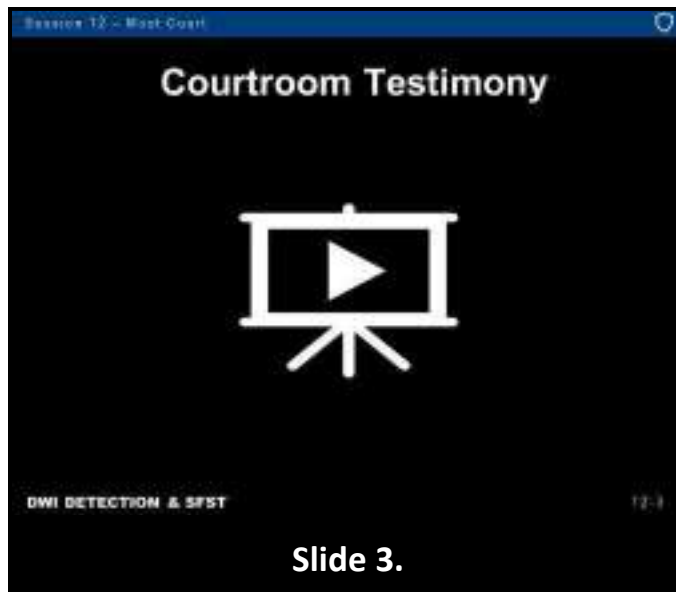 Session 12 – Moot Court
Courtroom Testimony
DWI DETECTION & SFST
12-3
Slide 3.